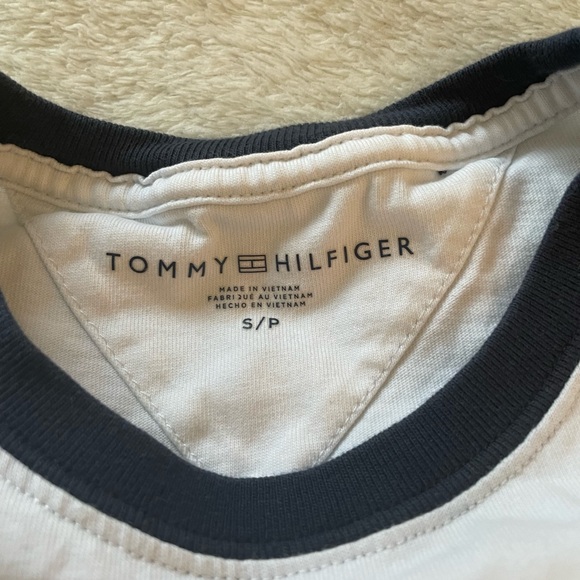 TOMMY HILFIGER
MADE IN VIETNAM
FABRIQUÉ AU VIETNAM
HECHO EN VIETNAM
S/P